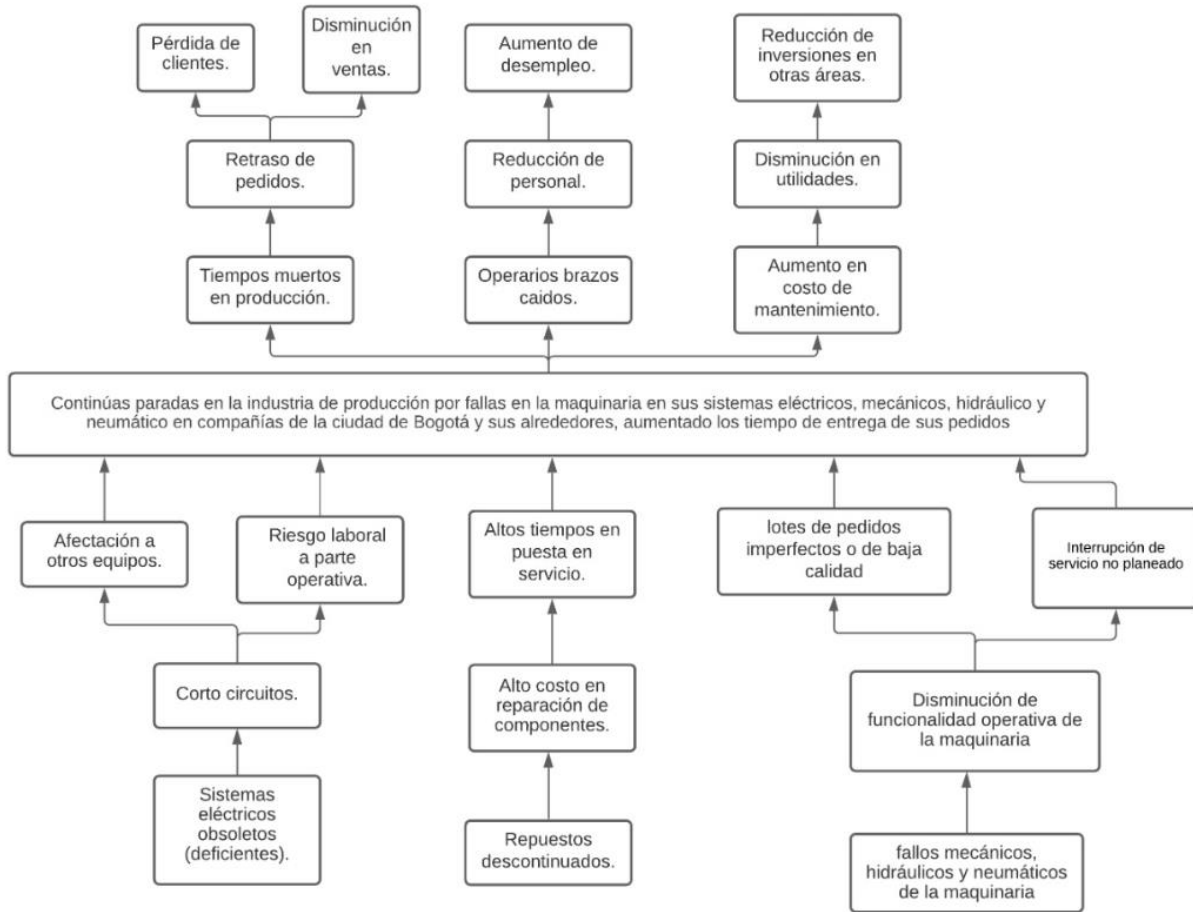 Pérdida de
clientes.
Disminución
en
ventas.
Aumento de
desempleo.
Reducción de
inversiones en
otras áreas.
Retraso de
pedidos.
Reducción de
personal.
Disminución en
utilidades.
Tiempos muertos
en producción.
Operarios brazos
caidos.
Aumento en
costo de
mantenimiento.
Continúas paradas en la industria de producción por fallas en la maquinaria en sus sistemas eléctricos, mecánicos, hidráulico y
neumático en compañías de la ciudad de Bogotá y sus alrededores, aumentado los tiempo de entrega de sus pedidos
Afectación a
otros equipos.
Riesgo laboral
a parte
operativa.
Altos tiempos en
puesta en
servicio.
lotes de pedidos
imperfectos o de baja
calidad
Interrupción de
servicio no planeado
Corto circuitos.
Alto costo en
reparación de
componentes.
Disminución de
funcionalidad operativa de
la maquinaria
Sistemas
eléctricos
obsoletos
(deficientes).
Repuestos
descontinuados.
fallos mecánicos,
hidráulicos y neumáticos
de la maquinaria